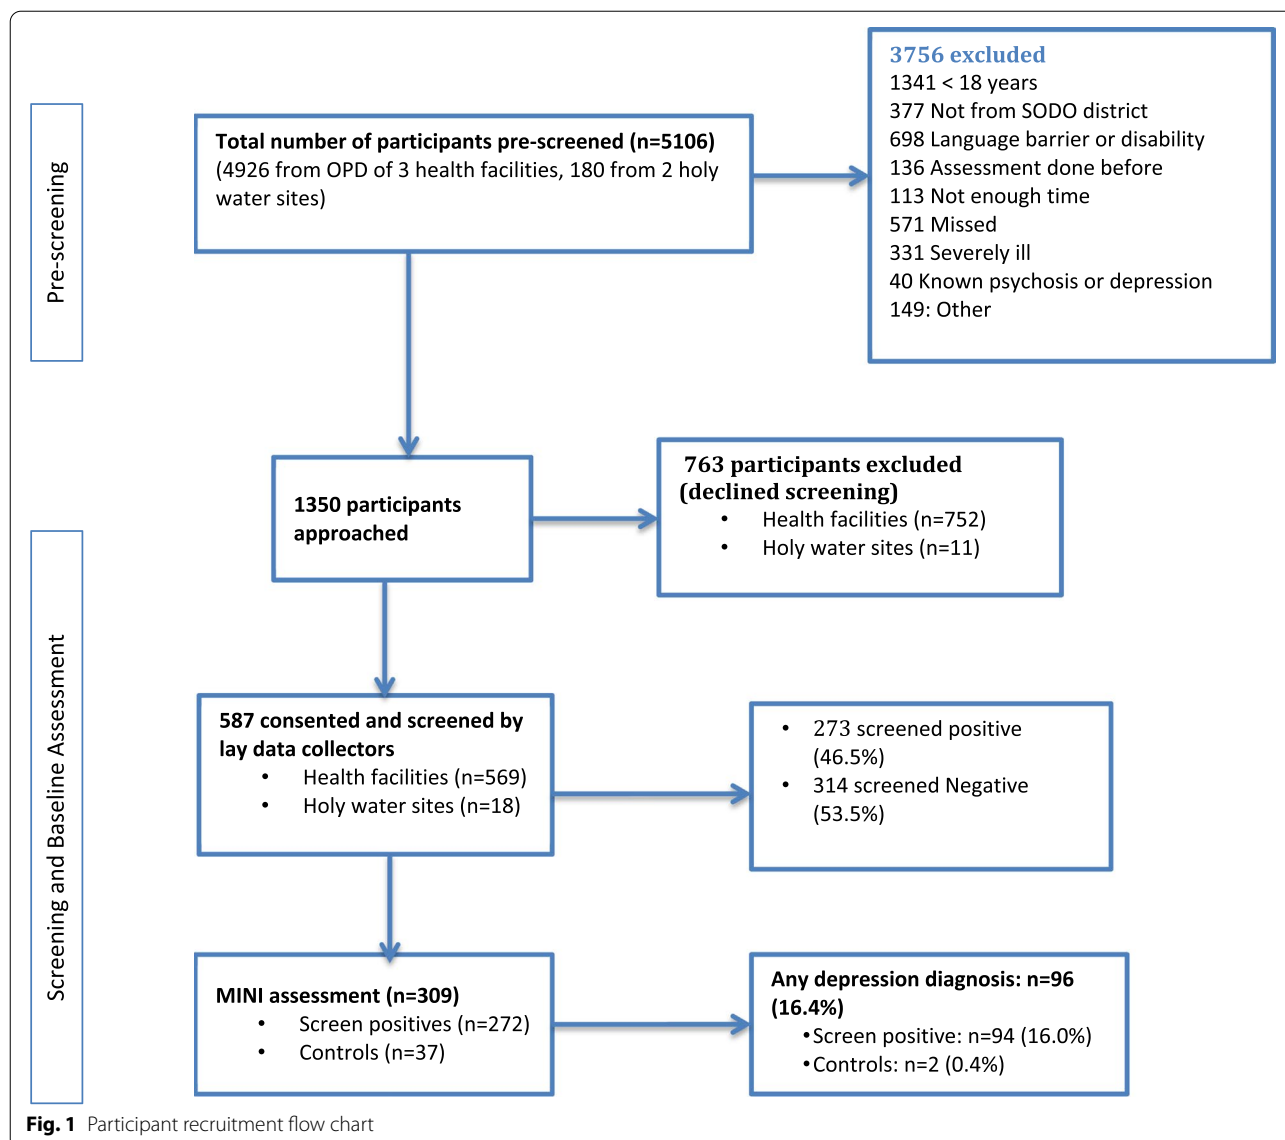 Pre-screening
Total number of participants pre-screened (n=5106)
(4926 from OPD of 3 health facilities, 180 from 2 holy
water sites)
3756 excluded
1341 < 18 years
377 Not from SODO district
698 Language barrier or disability
136 Assessment done before
113 Not enough time
571 Missed
331 Severely ill
40 Known psychosis or depression
149: Other
Screening and Baseline Assessment
1350 participants
approached
763 participants excluded
(declined screening)
• Health facilities (n=752)
• Holy water sites (n=11)
587 consented and screened by
lay data collectors
• Health facilities (n=569)
• Holy water sites (n=18)
• 273 screened positive
(46.5%)
• 314 screened Negative
(53.5%)
MINI assessment (n=309)
• Screen positives (n=272)
• Controls (n=37)
Any depression diagnosis: n=96
(16.4%)
•Screen positive: n=94 (16.0%)
•Controls: n=2 (0.4%)
Fig. 1 Participant recruitment flow chart